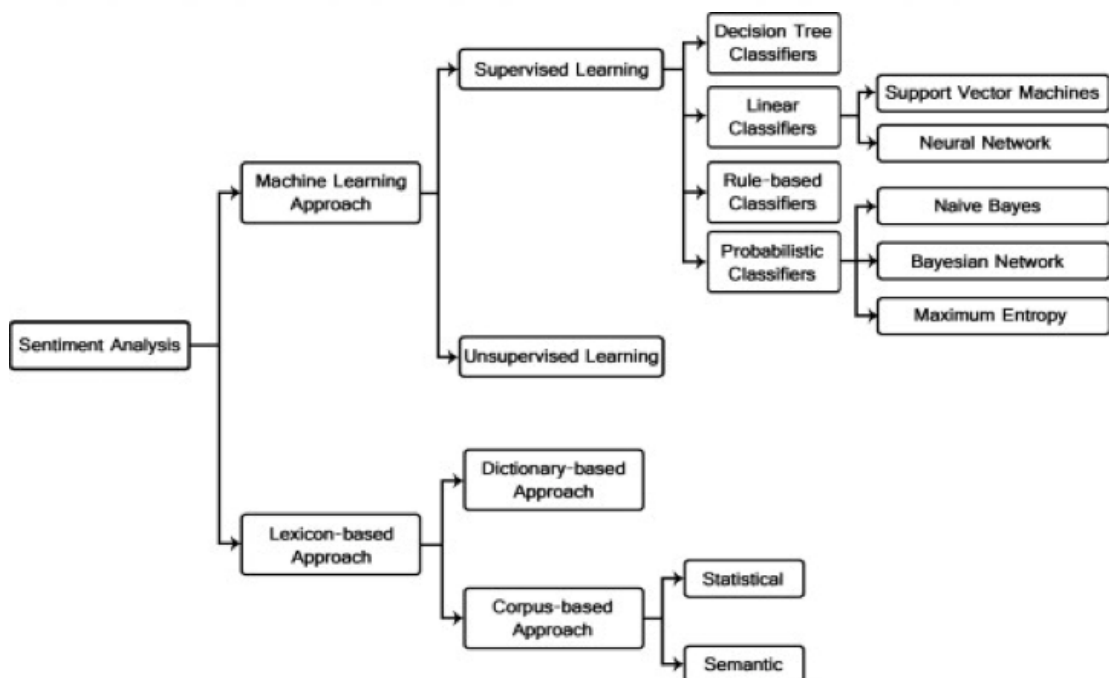 Decision Tree
Classifiers
Supervised Learning
Linear
Classifiers
Support Vector Machines
Neural Network
Machine Learning
Approach
Rule-based
Classifiers
Naive Bayes
Probabilistic
Classifiers
Bayesian Network
Maximum Entropy
Sentiment Analysis
Unsupervised Learning
Dictionary-based
Approach
Lexicon-based
Approach
Statistical
Corpus-based
Approach
Semantic